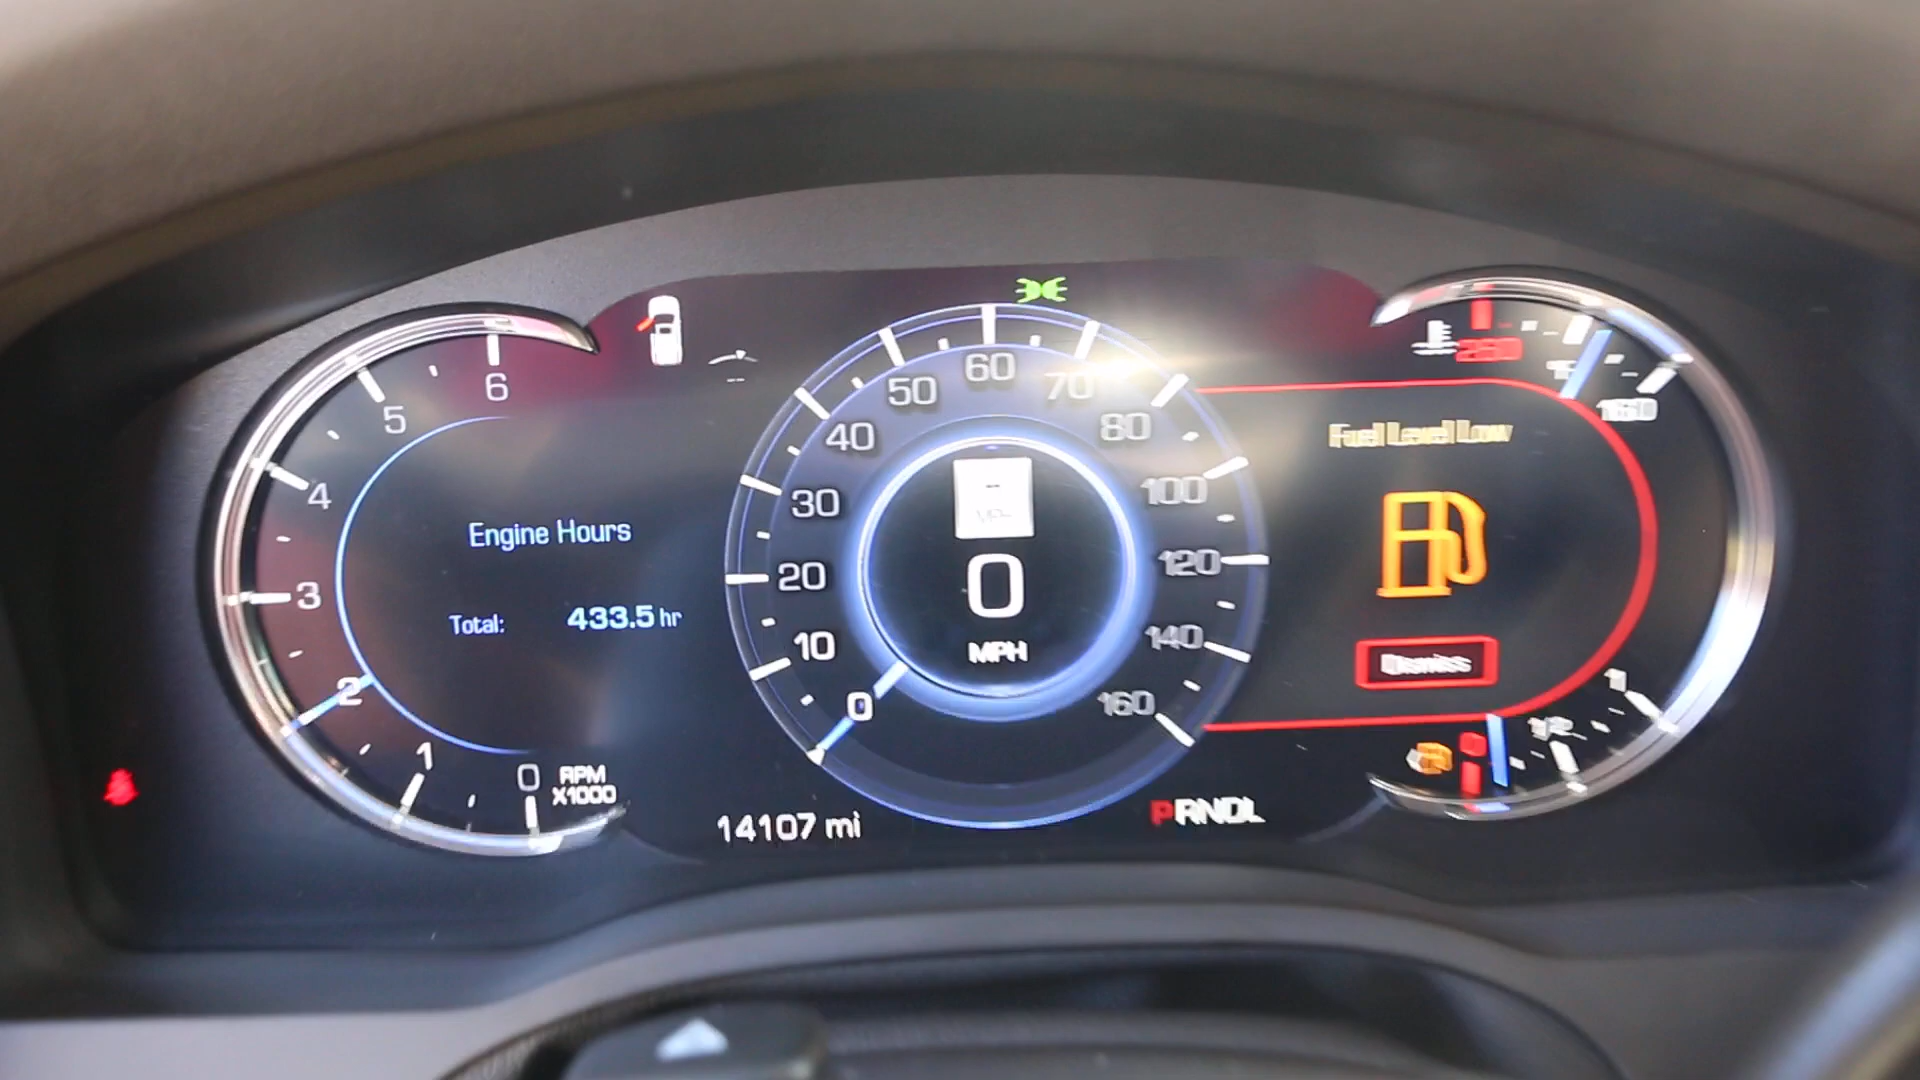 6
5
4
3
2
1
0 RPM
X1000
Engine Hours
Total: 433.5 hr
60
50
70
40
80
30
100
20
120
10
140
0
160
0
MPH
14107 mi
PRNDL
260
160
Fuel Level Low
Dismiss
1
1/2
0